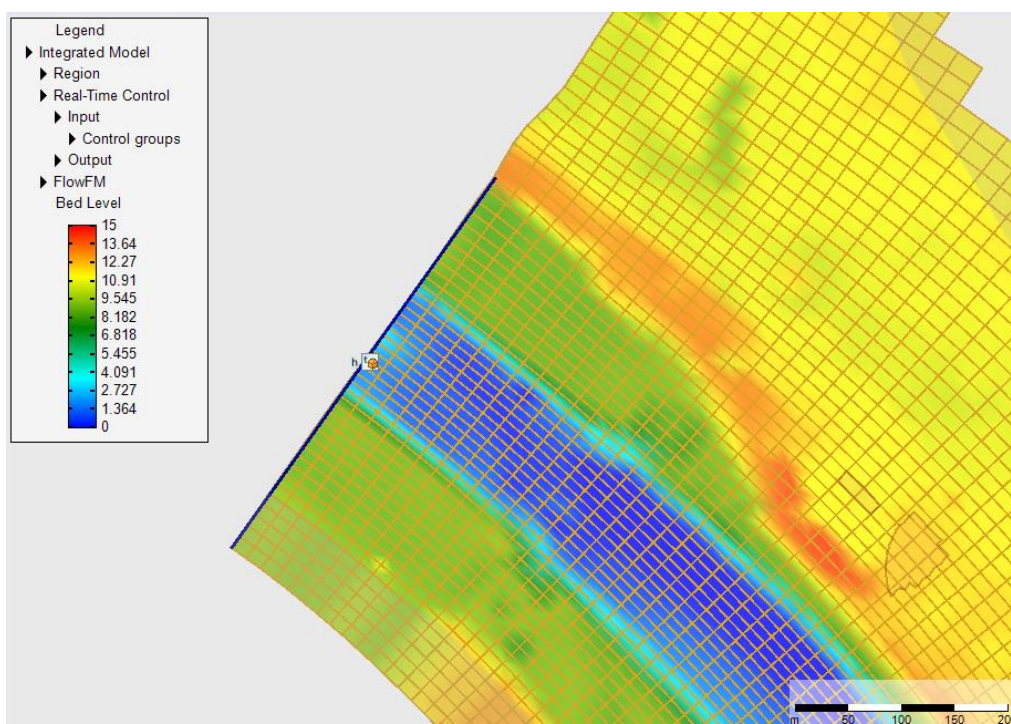 Legend
Integrated Model
Region
Real-Time Control
Input
Control groups
Output
FlowFM
Bed Level
15
13.64
12.27
10.91
9.545
8.182
6.818
5.455
4.091
2.727
1.364
0
h
t
m 50 100 150 20